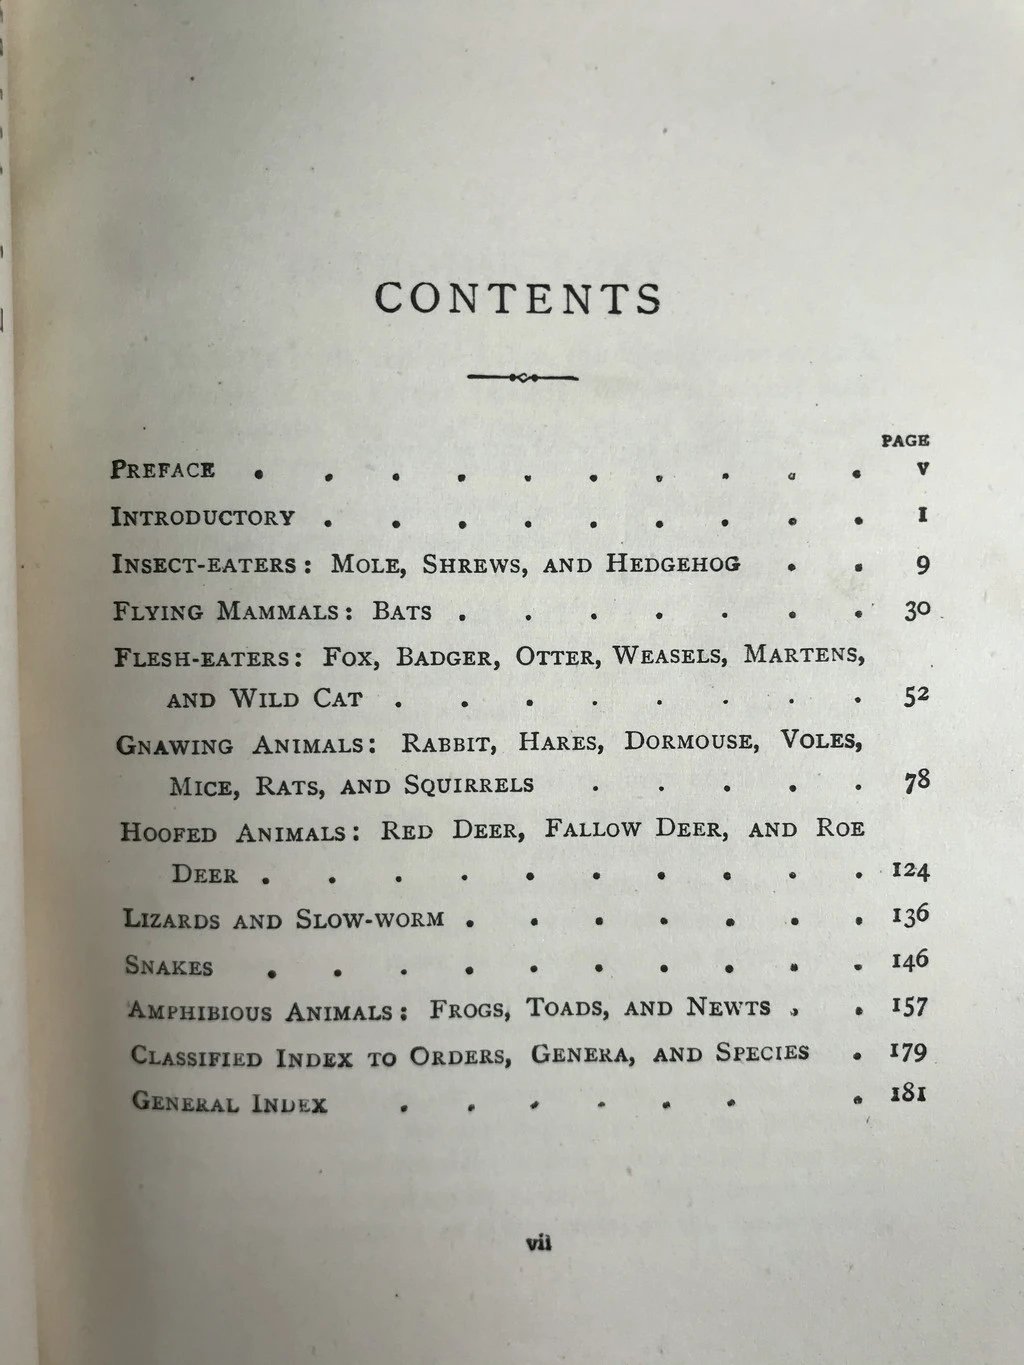 CONTENTS
PAGE
PREFACE . . . . . . . . . . v
INTRODUCTORY . . . . . . . . . 1
INSECT-EATERS: MOLE, SHREWS, AND HEDGEHOG . . 9
FLYING MAMMALS: BATS . . . . . . . 30
FLESH-EATERS: FOX, BADGER, OTTER, WEASELS, MARTENS,
AND WILD CAT . . . . . . . . 52
GNAWING ANIMALS: RABBIT, HARES, DORMOUSE, VOLES,
MICE, RATS, AND SQUIRRELS . . . . . 78
HOOFED ANIMALS: RED DEER, FALLOW DEER, AND ROE
DEER . . . . . . . . . . 124
LIZARDS AND SLOW-WORM . . . . . . . 136
SNAKES . . . . . . . . . . 146
AMPHIBIOUS ANIMALS: FROGS, TOADS, AND NEWTS . . 157
CLASSIFIED INDEX TO ORDERS, GENERA, AND SPECIES . 179
GENERAL INDEX . . . . . . . 181
vii